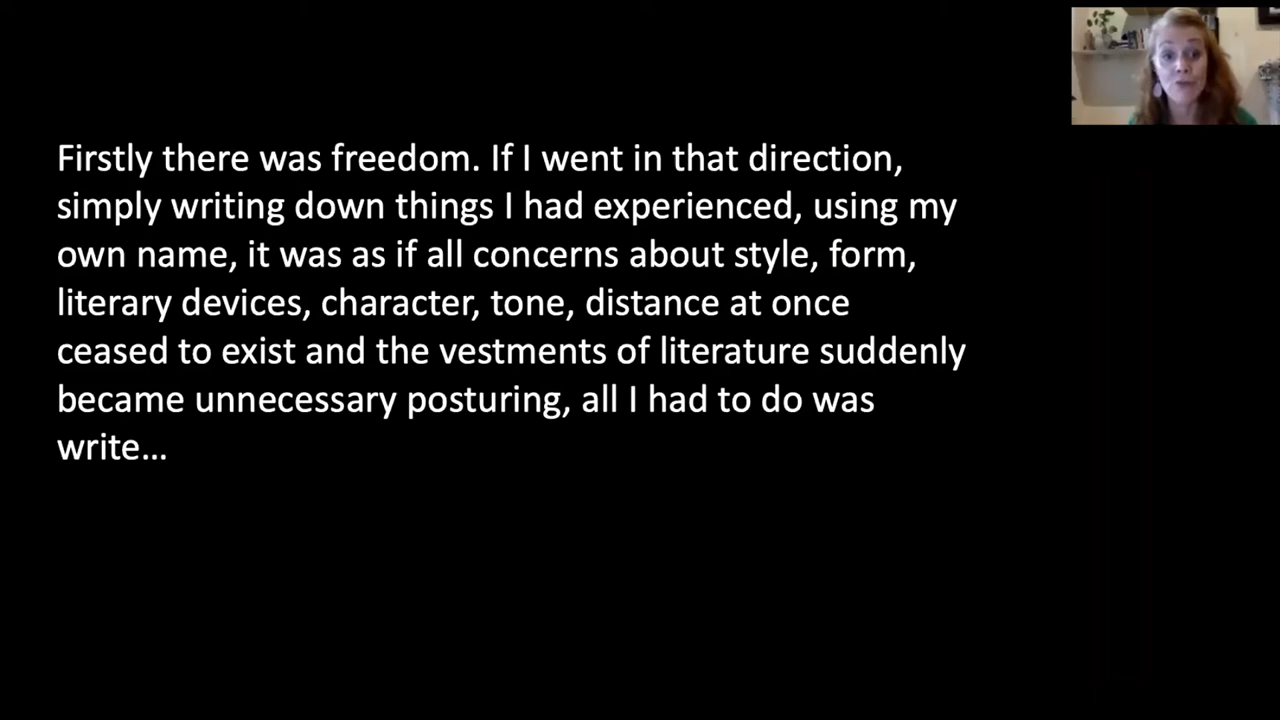 Firstly there was freedom. If I went in that direction,
simply writing down things I had experienced, using my
own name, it was as if all concerns about style, form,
literary devices, character, tone, distance at once
ceased to exist and the vestments of literature suddenly
became unnecessary posturing, all I had to do was
write…